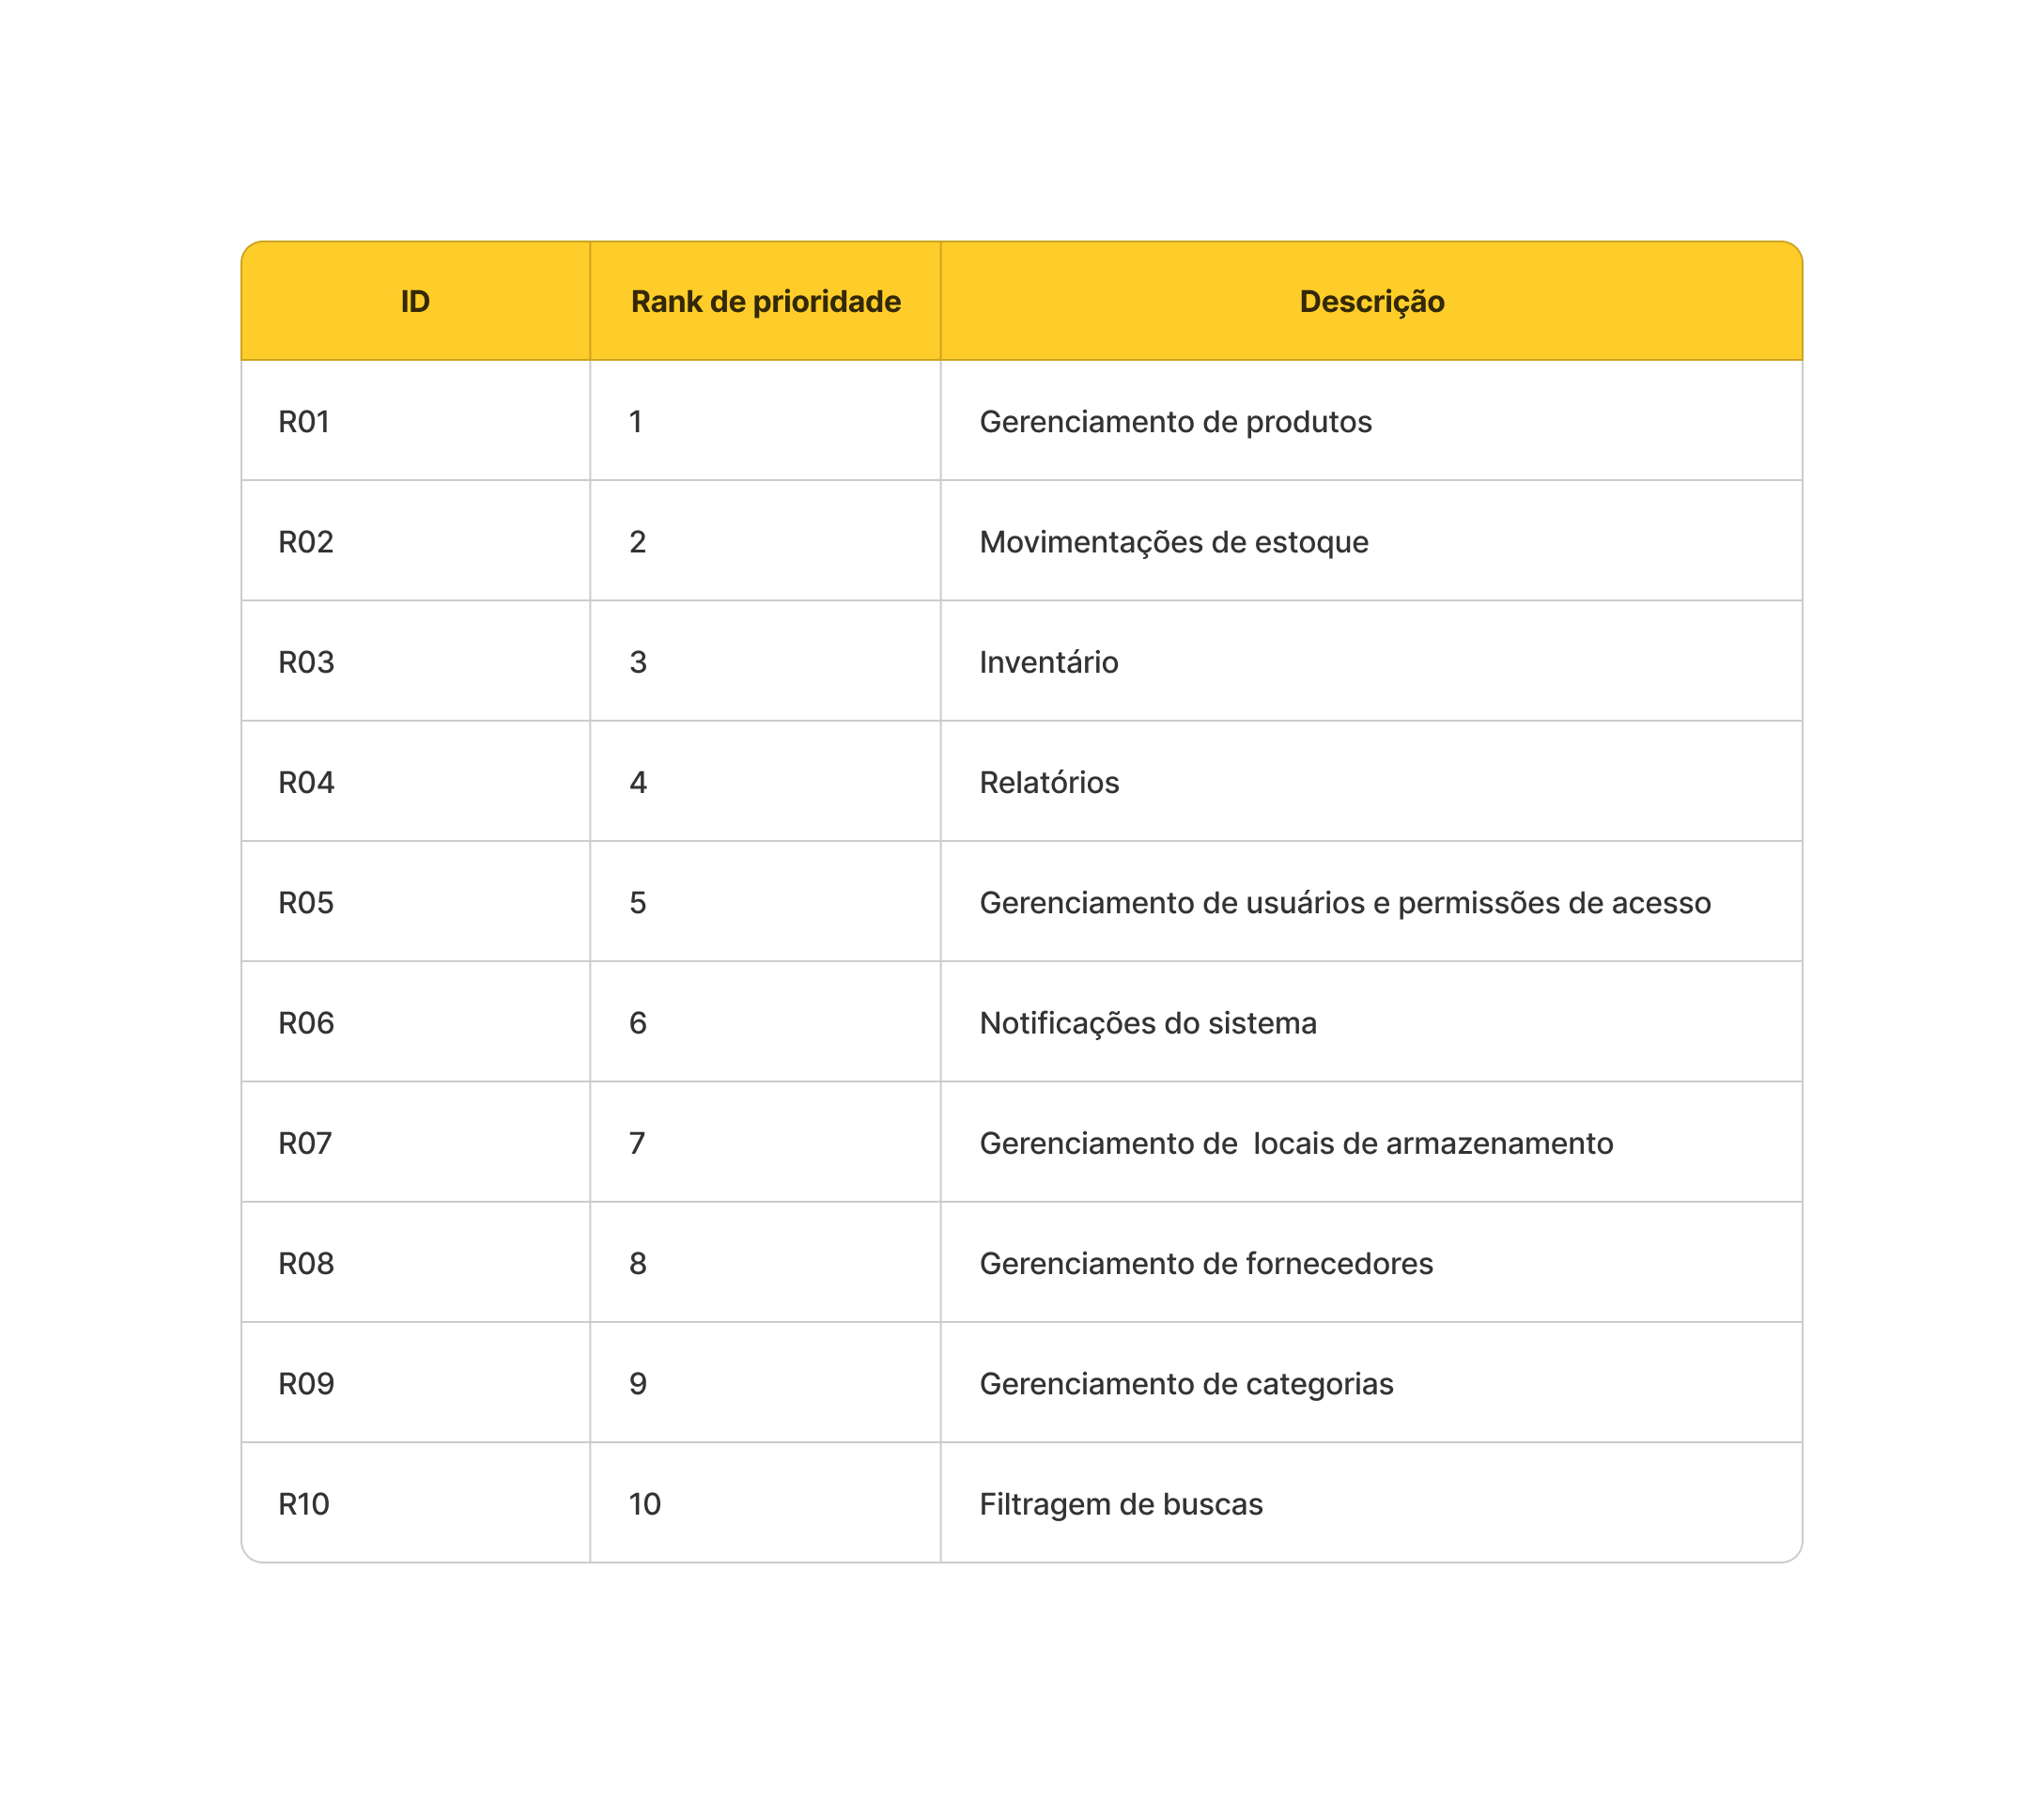 ID Rank de prioridade Descrição
R01 1 Gerenciamento de produtos
R02 2 Movimentações de estoque
R03 3 Inventário
R04 4 Relatórios
R05 5 Gerenciamento de usuários e permissões de acesso
R06 6 Notificações do sistema
R07 7 Gerenciamento de  locais de armazenamento
R08 8 Gerenciamento de fornecedores
R09 9 Gerenciamento de categorias
R10 10 Filtragem de buscas